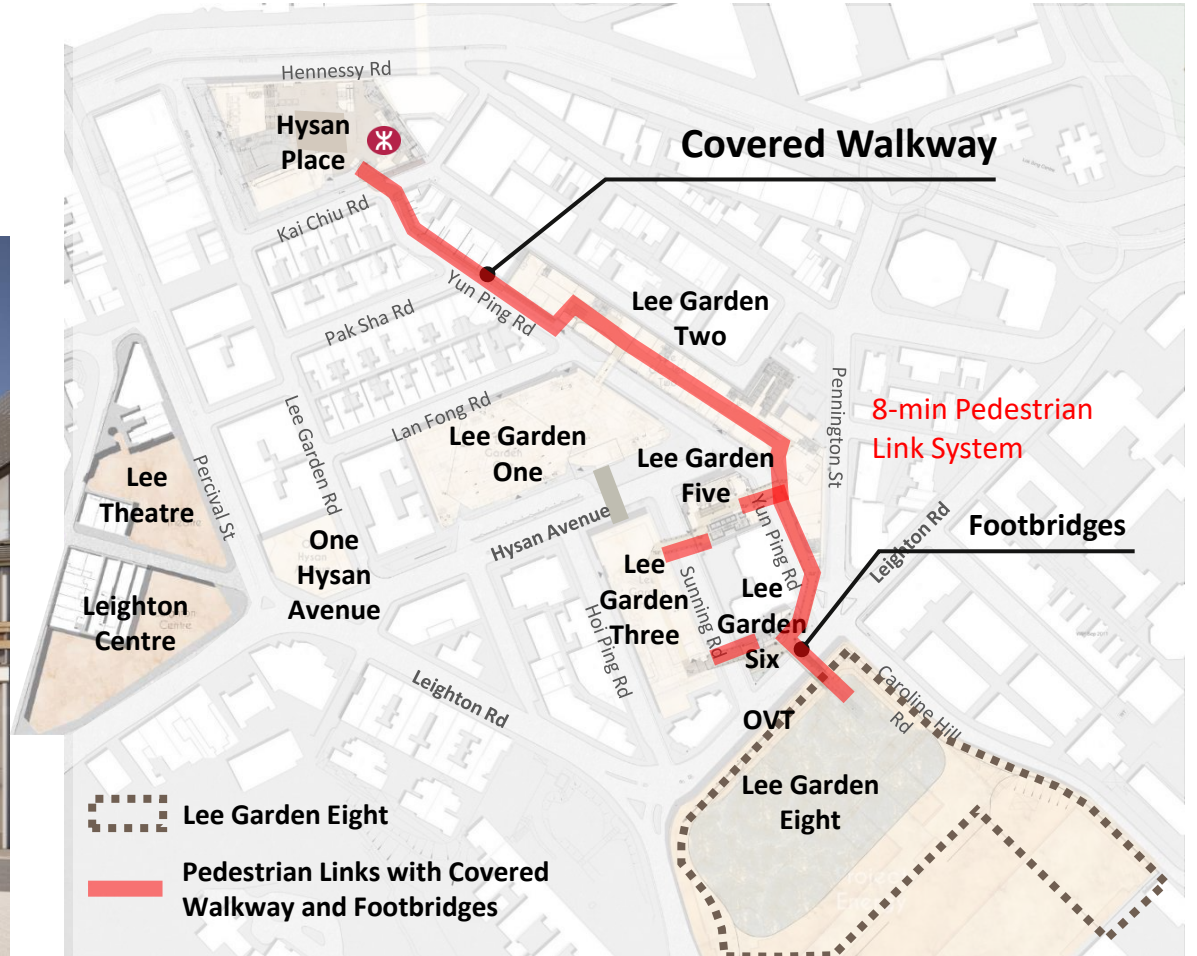 Hennessy Rd
Hysan
Place
Covered Walkway
Kai Chiu Rd
Yun Ping Rd
Lee Garden
Two
Pak Sha Rd
Pennington St
8-min Pedestrian
Link System
Lee Garden Rd
Lan Fong Rd
Lee Garden
One
Lee Garden
Five
Percival St
Lee
Theatre
Hysan Avenue
Yun Ping Rd
Leighton Rd
Footbridges
One
Hysan
Avenue
Lee
Garden
Three
Sunning Rd
Lee
Garden
Six
Leighton
Centre
Hoi Ping Rd
Leighton Rd
Caroline Hill
Rd
OVT
Lee Garden
Eight
Lee Garden Eight
Pedestrian Links with Covered
Walkway and Footbridges
Project
Energy